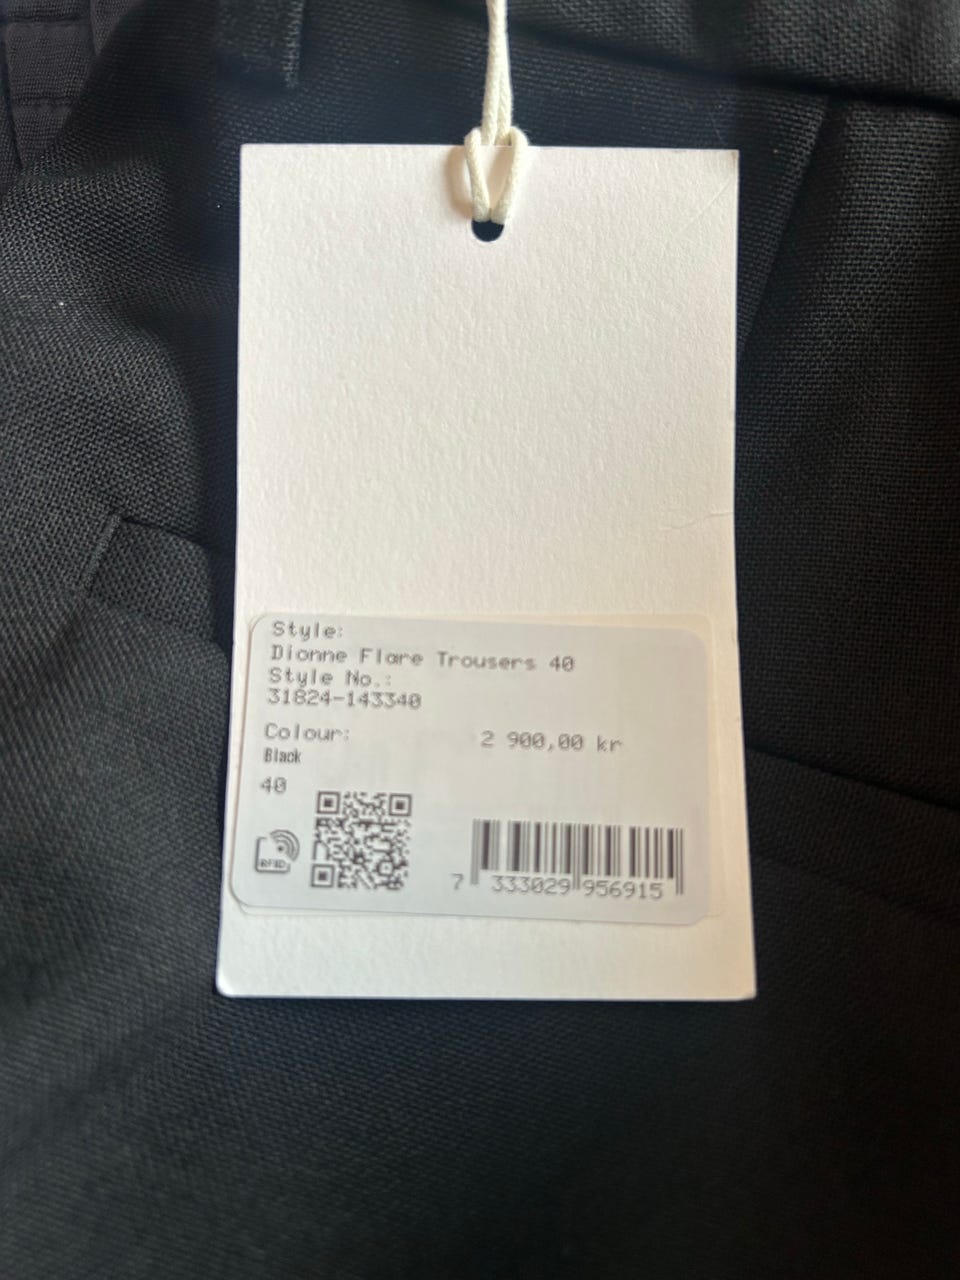 Style:
Dionne Flare Trousers 40
Style No.:
31824-143340
Colour:
2 900,00 kr
Black
40
RFID
7 333029 956915